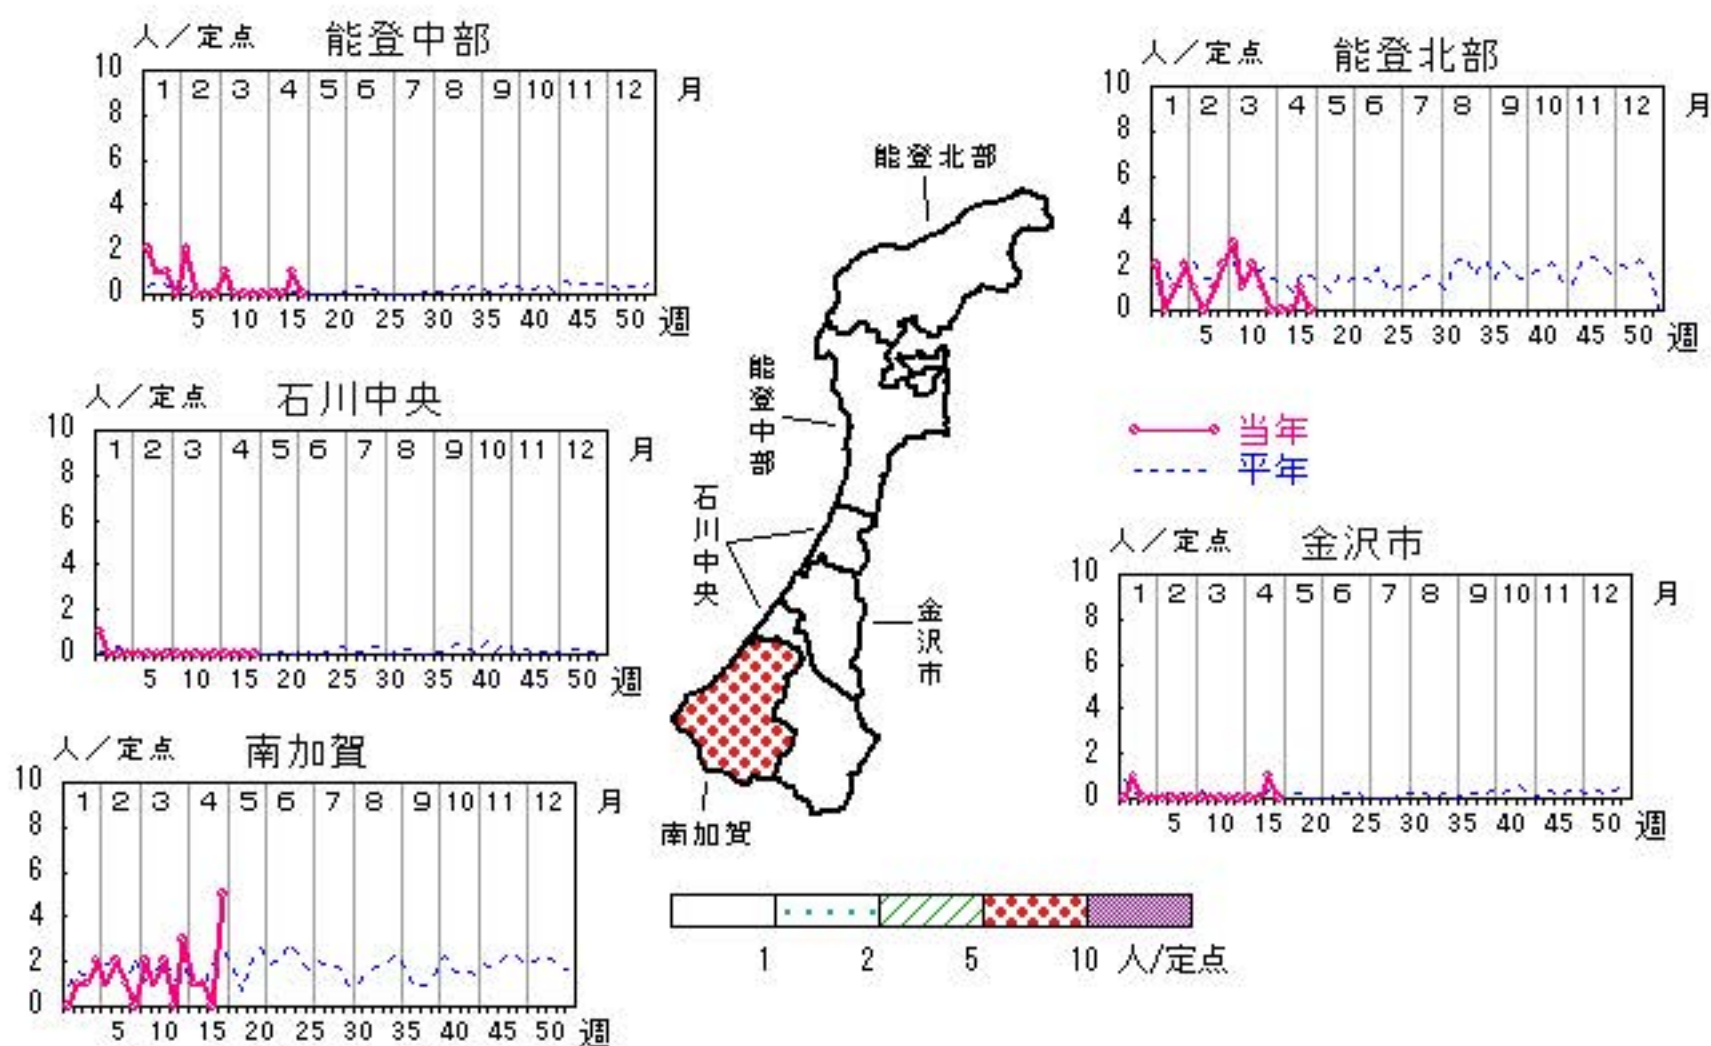 人／定点 能登中部
10 8 6 4 2 0
1 2 3 4 5 6 7 8 9 10 11 12 月
5 10 15 20 25 30 35 40 45 50 週
人／定点 能登北部
10 8 6 4 2 0
1 2 3 4 5 6 7 8 9 10 11 12 月
5 10 15 20 25 30 35 40 45 50 週
人／定点 石川中央
10 8 6 4 2 0
1 2 3 4 5 6 7 8 9 10 11 12 月
5 10 15 20 25 30 35 40 45 50 週
能登北部
能登中部
石川中央
金沢市
南加賀
当年
平年
人／定点 金沢市
10 8 6 4 2 0
1 2 3 4 5 6 7 8 9 10 11 12 月
5 10 15 20 25 30 35 40 45 50 週
人／定点 南加賀
10 8 6 4 2 0
1 2 3 4 5 6 7 8 9 10 11 12 月
5 10 15 20 25 30 35 40 45 50 週
1 2 5 10 人/定点